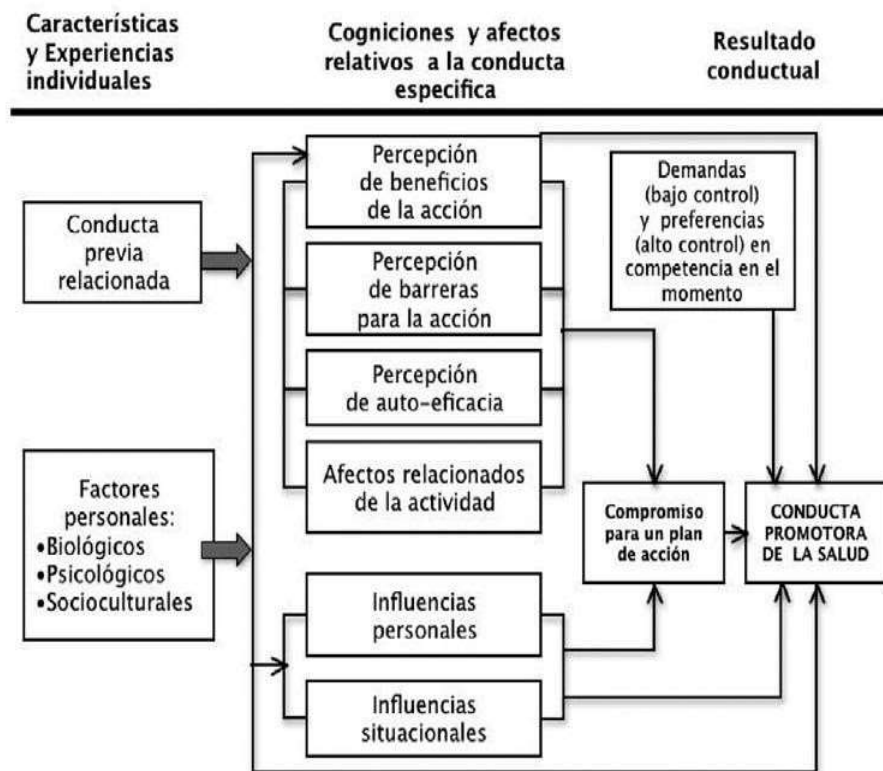 Características
y Experiencias
individuales
Cogniciones y afectos
relativos a la conducta
especifica
Resultado
conductual
Conducta
previa
relacionada
Factores
personales:
•Biológicos
•Psicológicos
•Socioculturales
Percepción
de beneficios
de la acción
Percepción
de barreras
para la acción
Percepción
de auto-eficacia
Afectos relacionados
de la actividad
Influencias
personales
Influencias
situacionales
Demandas
(bajo control)
y preferencias
(alto control) en
competencia en el
momento
Compromiso
para un plan
de acción
CONDUCTA
PROMOTORA
DE LA SALUD